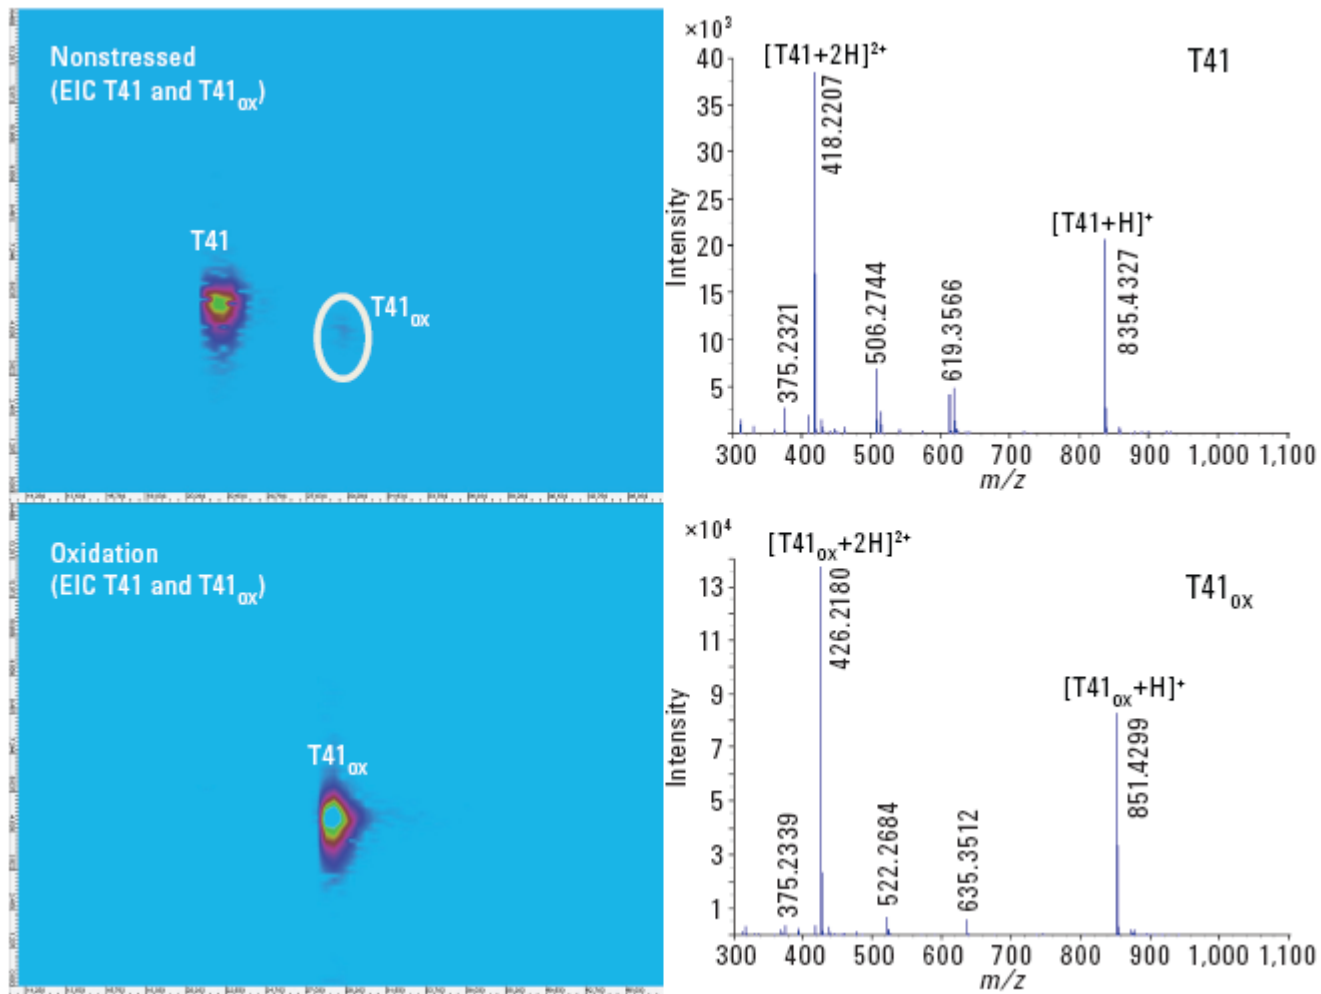 Nonstressed
(EIC T41 and T41ox)
T41
T41ox
×10³
[T41+2H]²⁺
T41
40
35
30
25
20
15
10
5
Intensity
418.2207
[T41+H]⁺
375.2321
506.2744
619.3566
835.4327
300 400 500 600 700 800 900 1,000 1,100
m/z
Oxidation
(EIC T41 and T41ox)
T41ox
×10⁴
[T41ox+2H]²⁺
T41ox
13
11
9
7
5
3
1
Intensity
426.2180
[T41ox+H]⁺
375.2339
522.2684
635.3512
851.4299
300 400 500 600 700 800 900 1,000 1,100
m/z